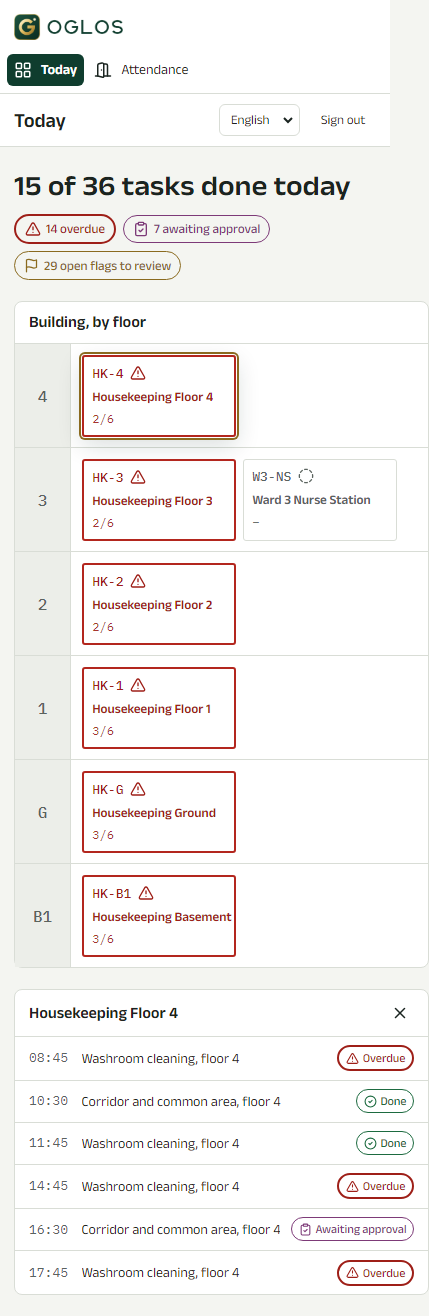 OGLOS
Today
Attendance
Today
English
Sign out
15 of 36 tasks done today
14 overdue
7 awaiting approval
29 open flags to review
Building, by floor
4
HK-4
Housekeeping Floor 4
2/6
3
HK-3
Housekeeping Floor 3
2/6
W3-NS
Ward 3 Nurse Station
–
2
HK-2
Housekeeping Floor 2
2/6
1
HK-1
Housekeeping Floor 1
3/6
G
HK-G
Housekeeping Ground
3/6
B1
HK-B1
Housekeeping Basement
3/6
Housekeeping Floor 4
08:45 Washroom cleaning, floor 4 Overdue
10:30 Corridor and common area, floor 4 Done
11:45 Washroom cleaning, floor 4 Done
14:45 Washroom cleaning, floor 4 Overdue
16:30 Corridor and common area, floor 4 Awaiting approval
17:45 Washroom cleaning, floor 4 Overdue